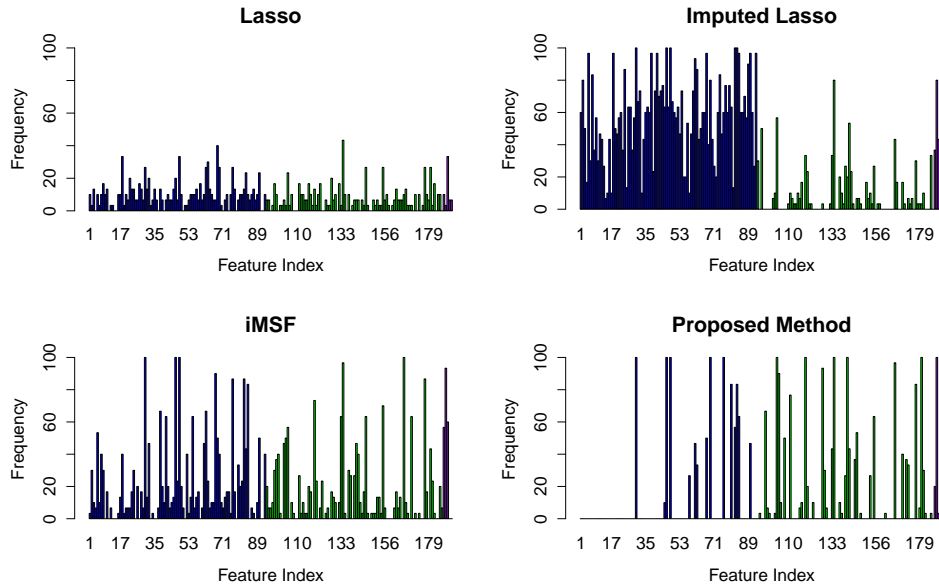 Lasso
Frequency
0 20 60 100
1 17 35 53 71 89 110 133 156 179
Feature Index
Imputed Lasso
Frequency
0 20 60 100
1 17 35 53 71 89 110 133 156 179
Feature Index
iMSF
Frequency
0 20 60 100
1 17 35 53 71 89 110 133 156 179
Feature Index
Proposed Method
Frequency
0 20 60 100
1 17 35 53 71 89 110 133 156 179
Feature Index